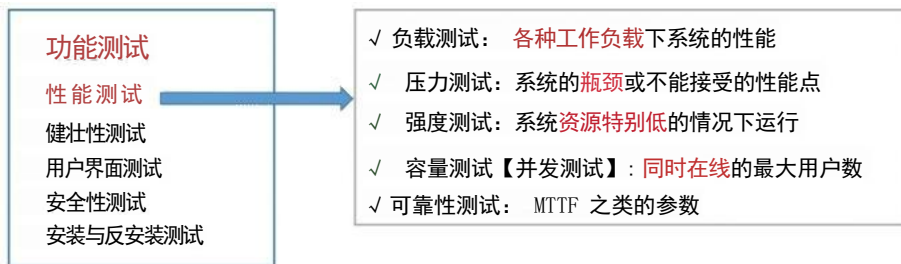 功能测试
性能测试
健壮性测试
用户界面测试
安全性测试
安装与反安装测试
√ 负载测试： 各种工作负载下系统的性能
√ 压力测试：系统的瓶颈或不能接受的性能点
√ 强度测试：系统资源特别低的情况下运行
√ 容量测试【并发测试】：同时在线的最大用户数
√ 可靠性测试： MTTF 之类的参数